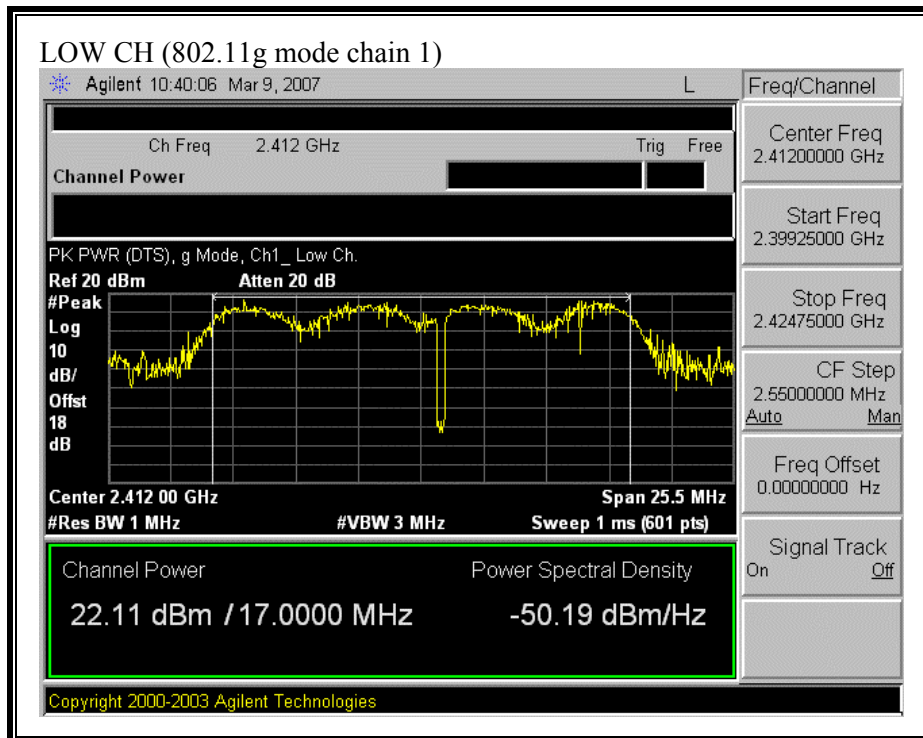 LOW CH (802.11g mode chain 1)
Agilent 10:40:06 Mar 9, 2007 L
Freq/Channel
Ch Freq 2.412 GHz Trig Free
Channel Power
Center Freq
2.41200000 GHz
Start Freq
2.39925000 GHz
Stop Freq
2.42475000 GHz
CF Step
2.55000000 MHz
Auto Man
Freq Offset
0.00000000 Hz
Signal Track
On Off
PK PWR (DTS), g Mode, Ch1_ Low Ch.
Ref 20 dBm Atten 20 dB
#Peak
Log
10
dB/
Offst
18
dB
Center 2.412 00 GHz Span 25.5 MHz
#Res BW 1 MHz #VBW 3 MHz Sweep 1 ms (601 pts)
Channel Power Power Spectral Density
22.11 dBm / 17.0000 MHz -50.19 dBm/Hz
Copyright 2000-2003 Agilent Technologies